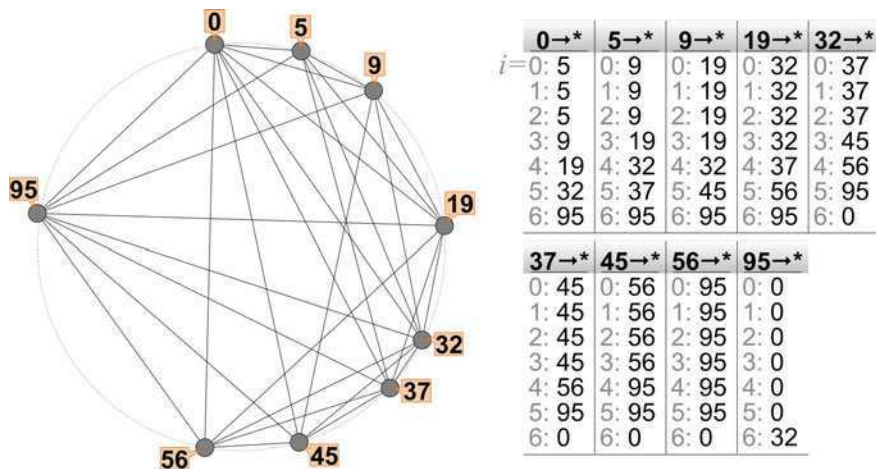 0
5
9
95
19
32
37
45
56
0→* 5→* 9→* 19→* 32→*
i= 0: 5 0: 9 0: 19 0: 32 0: 37
1: 5 1: 9 1: 19 1: 32 1: 37
2: 5 2: 9 2: 19 2: 32 2: 37
3: 9 3: 19 3: 19 3: 32 3: 45
4: 19 4: 32 4: 32 4: 37 4: 56
5: 32 5: 37 5: 45 5: 56 5: 95
6: 95 6: 95 6: 95 6: 95 6: 0
37→* 45→* 56→* 95→*
0: 45 0: 56 0: 95 0: 0
1: 45 1: 56 1: 95 1: 0
2: 45 2: 56 2: 95 2: 0
3: 45 3: 56 3: 95 3: 0
4: 56 4: 95 4: 95 4: 0
5: 95 5: 95 5: 95 5: 0
6: 0 6: 0 6: 0 6: 32